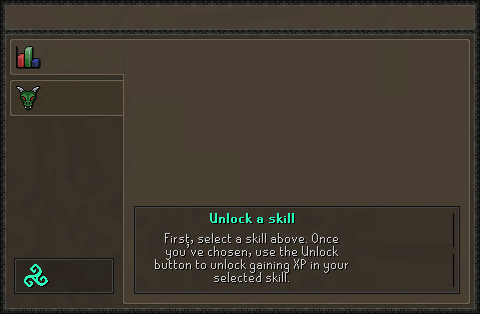 Unlock a skill
First, select a skill above. Once
you've chosen, use the Unlock
button to unlock gaining XP in your
selected skill.